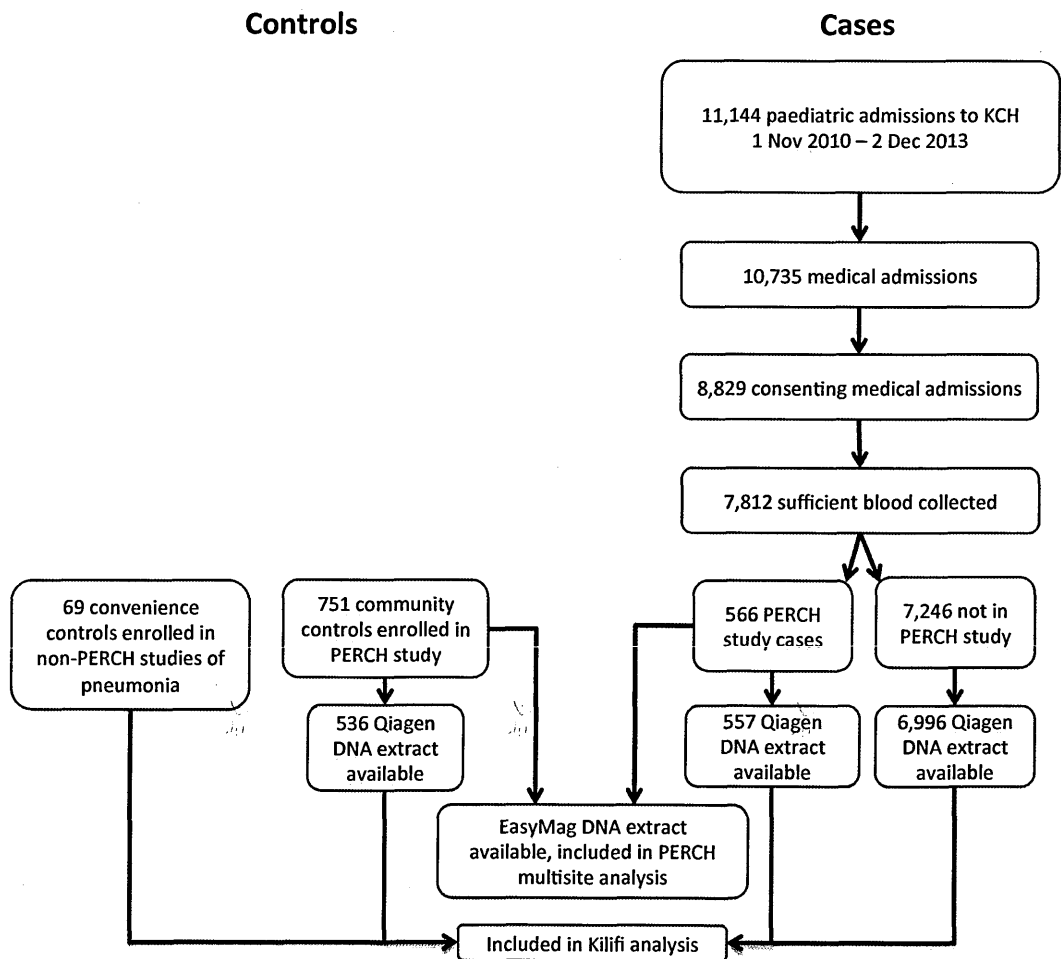 Controls
Cases
11,144 paediatric admissions to KCH
1 Nov 2010 – 2 Dec 2013
10,735 medical admissions
8,829 consenting medical admissions
7,812 sufficient blood collected
69 convenience
controls enrolled in
non-PERCH studies of
pneumonia
751 community
controls enrolled in
PERCH study
566 PERCH
study cases
7,246 not in
PERCH study
536 Qiagen
DNA extract
available
557 Qiagen
DNA extract
available
6,996 Qiagen
DNA extract
available
EasyMag DNA extract
available, included in PERCH
multisite analysis
Included in Kilifi analysis